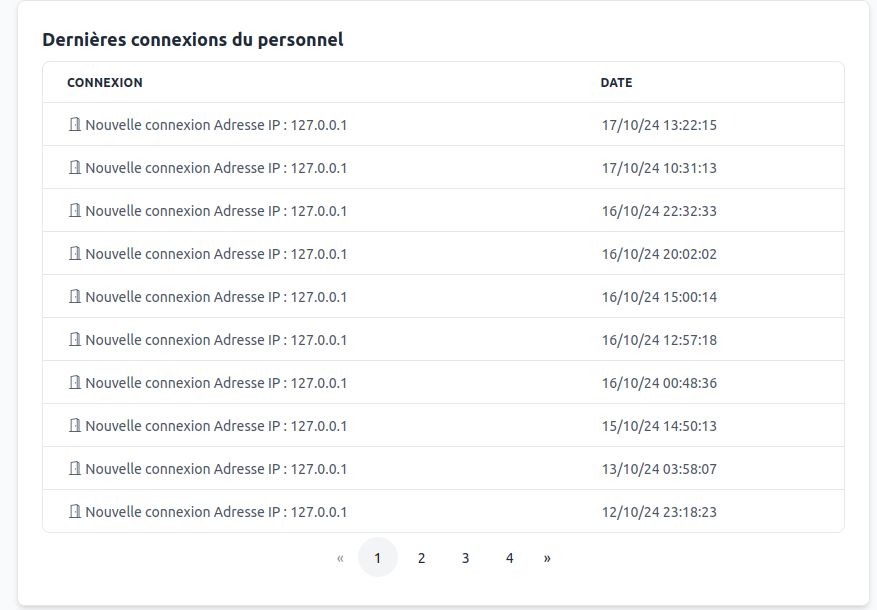 Dernières connexions du personnel
CONNEXION DATE
Nouvelle connexion Adresse IP : 127.0.0.1 17/10/24 13:22:15
Nouvelle connexion Adresse IP : 127.0.0.1 17/10/24 10:31:13
Nouvelle connexion Adresse IP : 127.0.0.1 16/10/24 22:32:33
Nouvelle connexion Adresse IP : 127.0.0.1 16/10/24 20:02:02
Nouvelle connexion Adresse IP : 127.0.0.1 16/10/24 15:00:14
Nouvelle connexion Adresse IP : 127.0.0.1 16/10/24 12:57:18
Nouvelle connexion Adresse IP : 127.0.0.1 16/10/24 00:48:36
Nouvelle connexion Adresse IP : 127.0.0.1 15/10/24 14:50:13
Nouvelle connexion Adresse IP : 127.0.0.1 13/10/24 03:58:07
Nouvelle connexion Adresse IP : 127.0.0.1 12/10/24 23:18:23
« 1 2 3 4 »